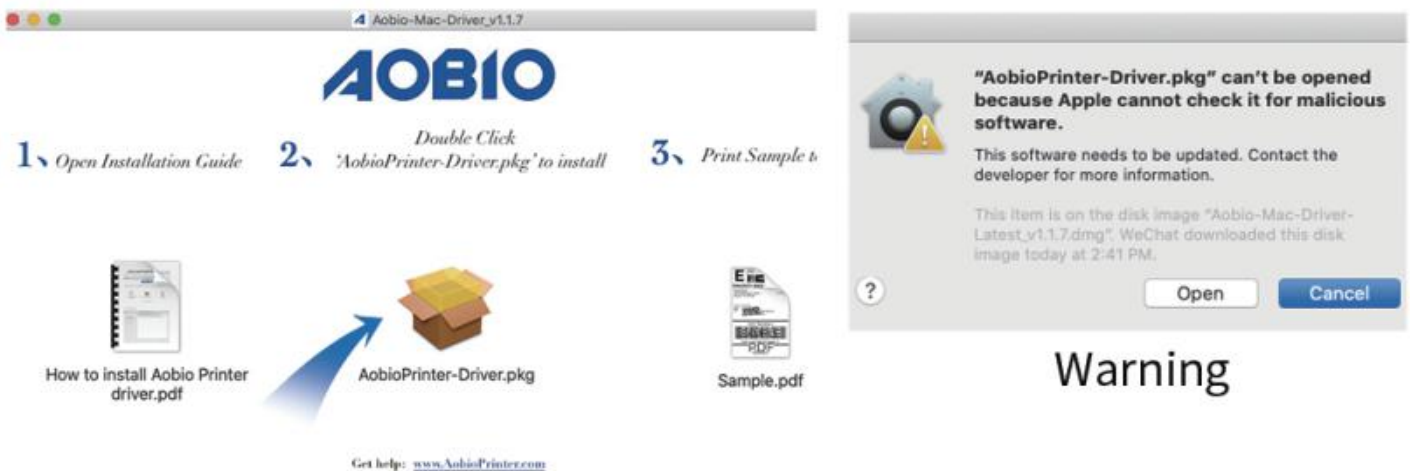 Aobio-Mac-Driver_v1.1.7
AOBIO
1、 Open Installation Guide
2、 Double Click
'AobioPrinter-Driver.pkg' to install
3、 Print Sample t
How to install Aobio Printer
driver.pdf
AobioPrinter-Driver.pkg
PDF
Sample.pdf
Get help: www.AobioPrinter.com
"AobioPrinter-Driver.pkg" can't be opened
because Apple cannot check it for malicious
software.
This software needs to be updated. Contact the
developer for more information.
This item is on the disk image "Aobio-Mac-Driver-
Latest_v1.1.7.dmg". WeChat downloaded this disk
image today at 2:41 PM.
?
Open
Cancel
Warning